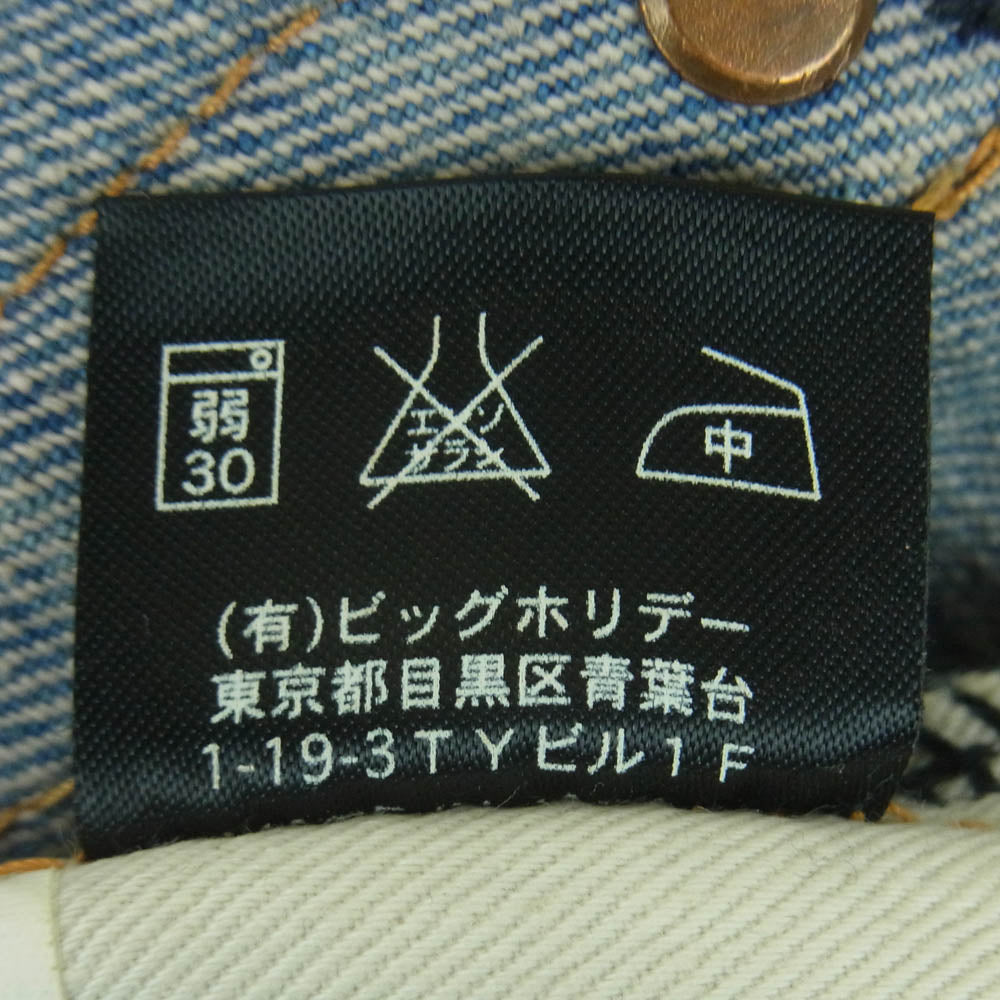 弱
30
エンソ
サラシ
中
(有)ビッグホリデー
東京都目黒区青葉台
1-19-3TYビル1F